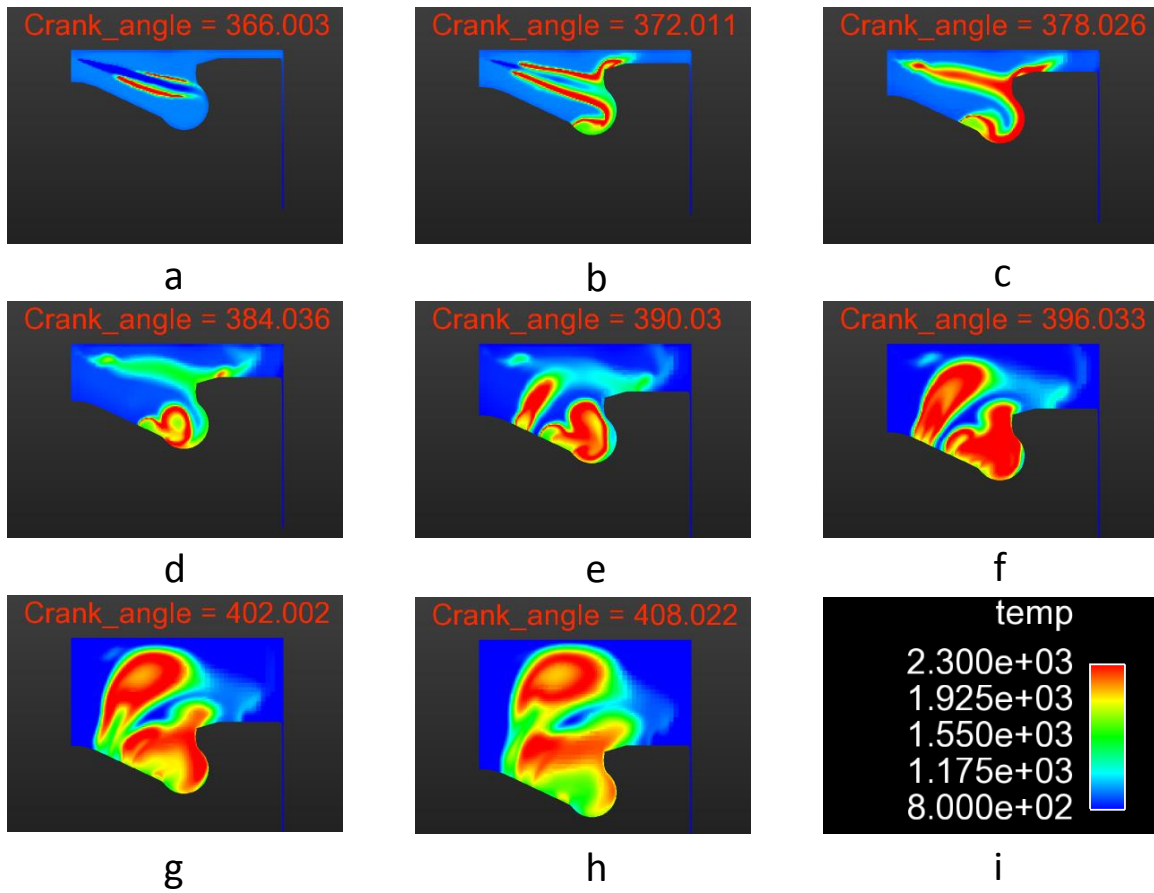 Crank_angle = 366.003
Crank_angle = 372.011
Crank_angle = 378.026
a
b
c
Crank_angle = 384.036
Crank_angle = 390.03
Crank_angle = 396.033
d
e
f
Crank_angle = 402.002
Crank_angle = 408.022
temp
2.300e+03
1.925e+03
1.550e+03
1.175e+03
8.000e+02
g
h
i